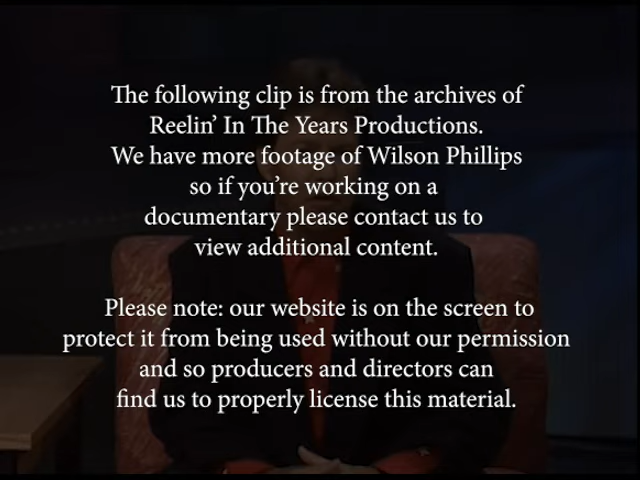 The following clip is from the archives of
Reelin’ In The Years Productions.
We have more footage of Wilson Phillips
so if you’re working on a
documentary please contact us to
view additional content.
Please note: our website is on the screen to
protect it from being used without our permission
and so producers and directors can
find us to properly license this material.